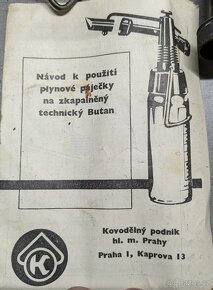 Návod k použití
plynové páječky
na zkapalněný
technický Butan
K
Kovodělný podnik
hl. m. Prahy
Praha 1, Kaprova 13